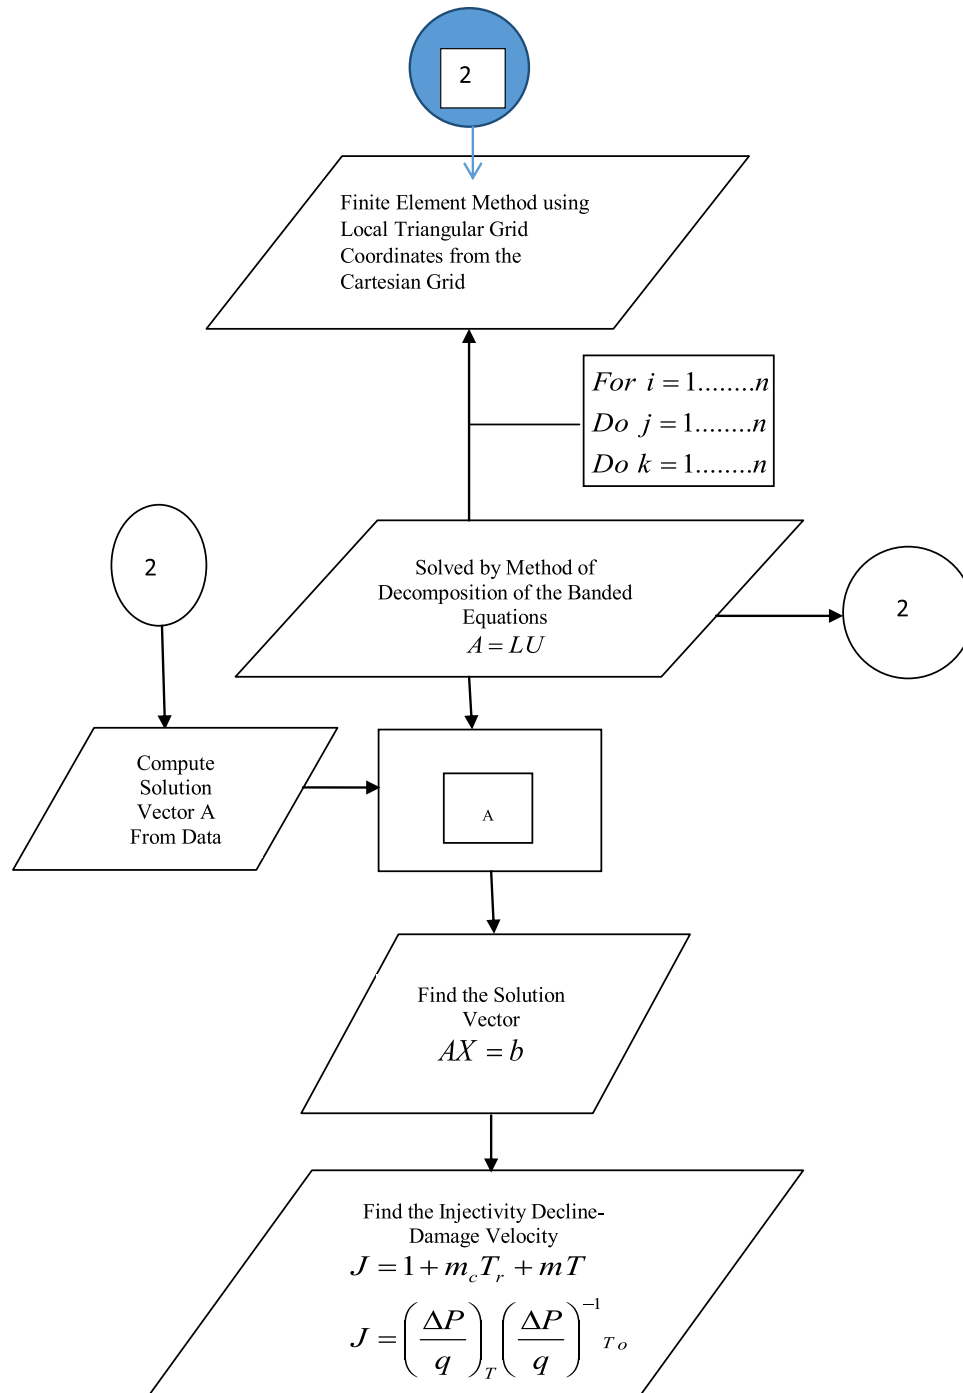 2
Finite Element Method using
Local Triangular Grid
Coordinates from the
Cartesian Grid
For i = 1........n
Do j = 1........n
Do k = 1........n
2
Solved by Method of
Decomposition of the Banded
Equations
A = LU
2
Compute
Solution
Vector A
From Data
A
Find the Solution
Vector
AX = b
Find the Injectivity Decline-
Damage Velocity
J = 1 + m_c T_r + mT
J = (ΔP/q)_T (ΔP/q)^{-1}_{To}